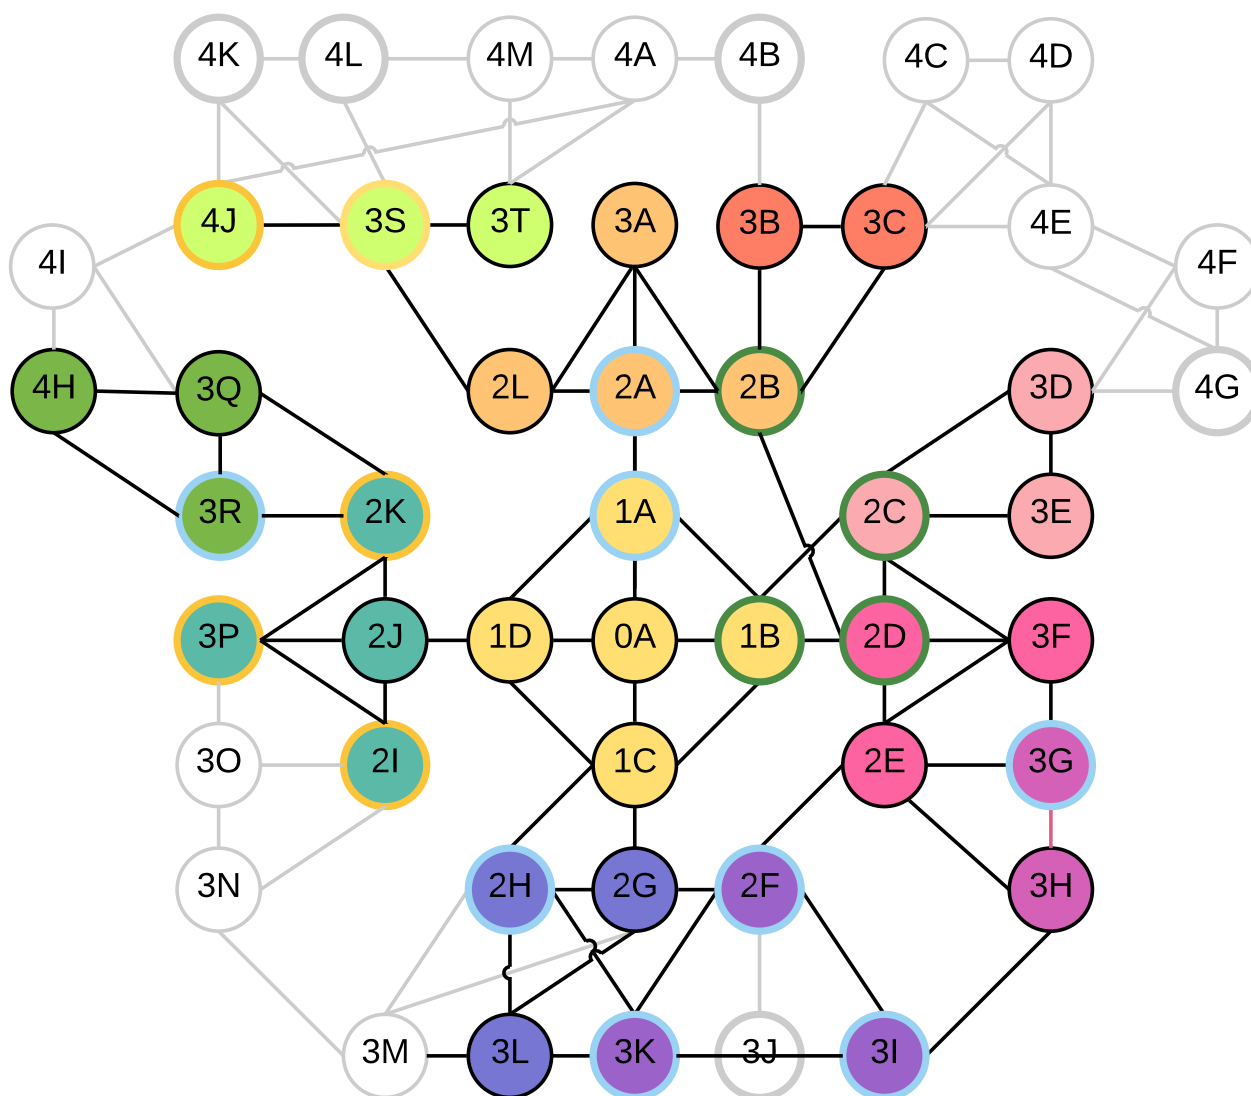 4K 4L 4M 4A 4B 4C 4D
4J 3S 3T 3A 3B 3C 4E
4I 4F
4H 3Q 2L 2A 2B 3D 4G
3R 2K 1A 2C 3E
3P 2J 1D 0A 1B 2D 3F
3O 2I 1C 2E 3G
3N 2H 2G 2F 3H
3M 3L 3K 3J 3I